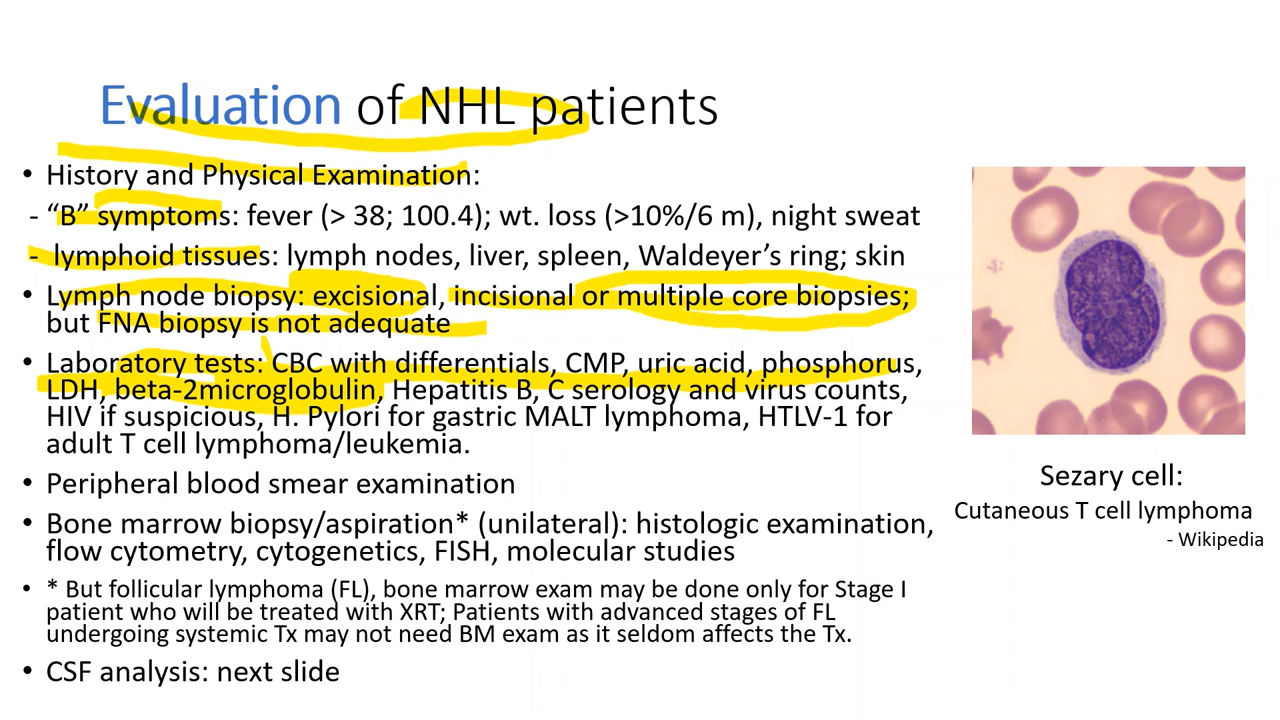 Evaluation of NHL patients
• History and Physical Examination:
- “B” symptoms: fever (> 38; 100.4); wt. loss (>10%/6 m), night sweat
- lymphoid tissues: lymph nodes, liver, spleen, Waldeyer’s ring; skin
• Lymph node biopsy: excisional, incisional or multiple core biopsies;
but FNA biopsy is not adequate
• Laboratory tests: CBC with differentials, CMP, uric acid, phosphorus,
LDH, beta-2microglobulin, Hepatitis B, C serology and virus counts,
HIV if suspicious, H. Pylori for gastric MALT lymphoma, HTLV-1 for
adult T cell lymphoma/leukemia.
• Peripheral blood smear examination
• Bone marrow biopsy/aspiration* (unilateral): histologic examination,
flow cytometry, cytogenetics, FISH, molecular studies
• * But follicular lymphoma (FL), bone marrow exam may be done only for Stage I
patient who will be treated with XRT; Patients with advanced stages of FL
undergoing systemic Tx may not need BM exam as it seldom affects the Tx.
• CSF analysis: next slide
Sezary cell:
Cutaneous T cell lymphoma
- Wikipedia